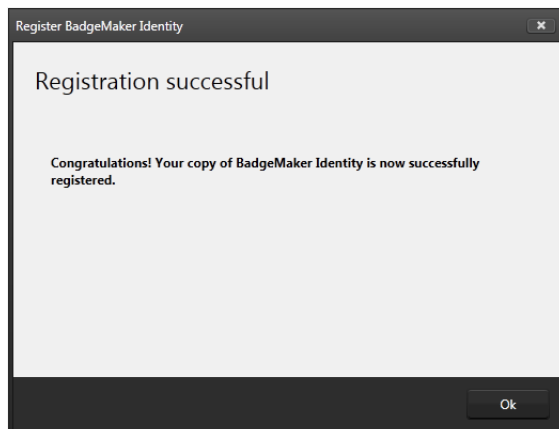 Register BadgeMaker Identity
Registration successful
Congratulations! Your copy of BadgeMaker Identity is now successfully
registered.
Ok